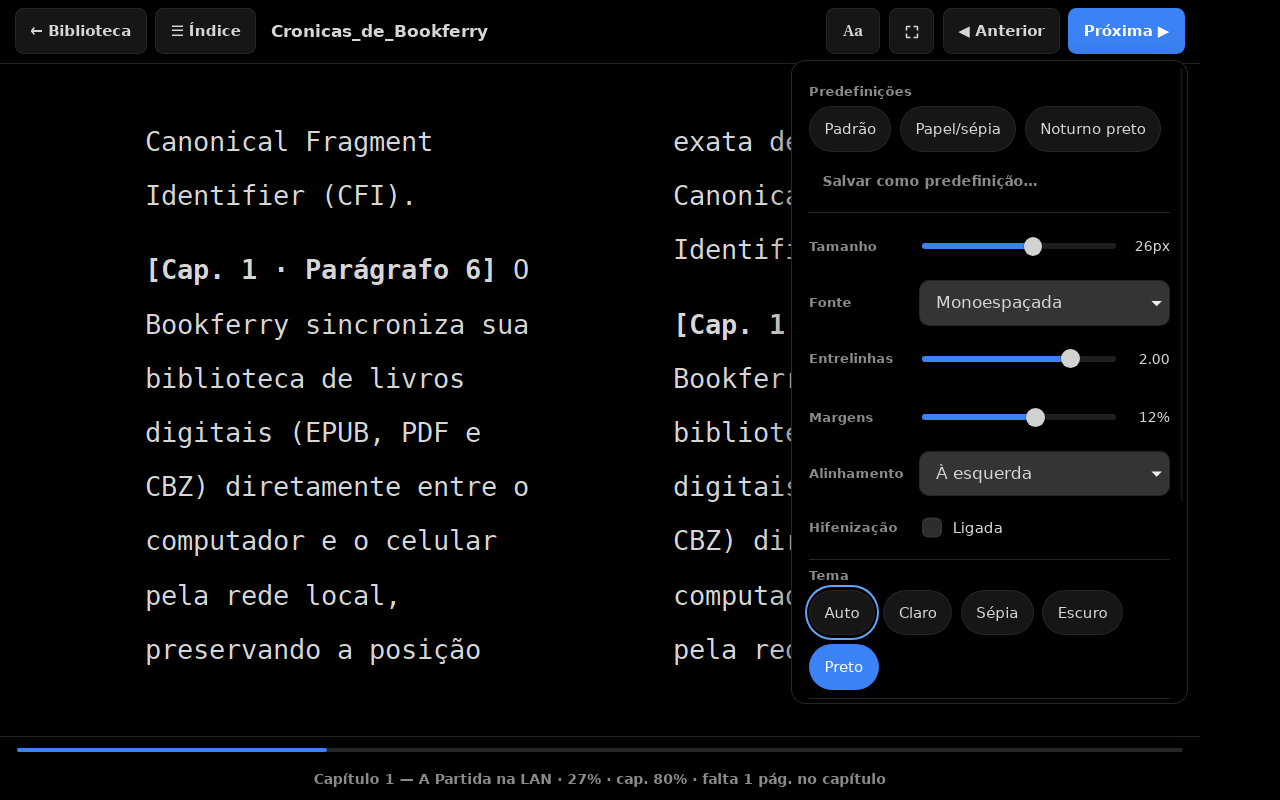 ← Biblioteca
☰ Índice
Cronicas_de_Bookferry
Aa
◀ Anterior
Próxima ▶
Canonical Fragment
Identifier (CFI).
[Cap. 1 · Parágrafo 6] O
Bookferry sincroniza sua
biblioteca de livros
digitais (EPUB, PDF e
CBZ) diretamente entre o
computador e o celular
pela rede local,
preservando a posição
exata de
Canonica
Identifi
[Cap. 1
Bookferr
bibliote
digitais
CBZ) dir
computad
pela red
Predefinições
Padrão
Papel/sépia
Noturno preto
Salvar como predefinição…
Tamanho
26px
Fonte
Monoespaçada
Entrelinhas
2.00
Margens
12%
Alinhamento
À esquerda
Hifenização
Ligada
Tema
Auto
Claro
Sépia
Escuro
Preto
Capítulo 1 — A Partida na LAN · 27% · cap. 80% · falta 1 pág. no capítulo